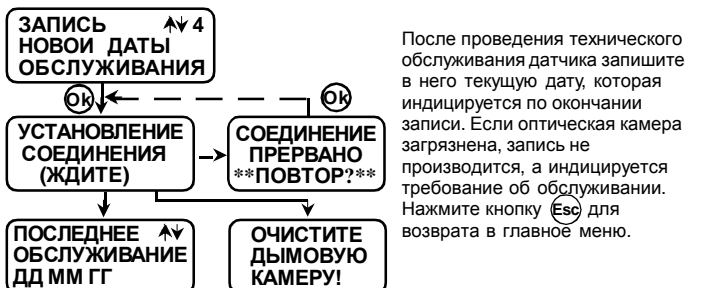 ЗАПИСЬ 4
НОВОИ ДАТЫ
ОБСЛУЖИВАНИЯ
Ok
Ok
УСТАНОВЛЕНИЕ
СОЕДИНЕНИЯ
(ЖДИТЕ)
СОЕДИНЕНИЕ
ПРЕРВАНО
**ПОВТОР?**
ПОСЛЕДНЕЕ
ОБСЛУЖИВАНИЕ
ДД ММ ГГ
ОЧИСТИТЕ
ДЫМОВУЮ
КАМЕРУ!
После проведения технического
обслуживания датчика запишите
в него текущую дату, которая
индицируется по окончании
записи. Если оптическая камера
загрязнена, запись не
производится, а индицируется
требование об обслуживании.
Нажмите кнопку Esc для
возврата в главное меню.